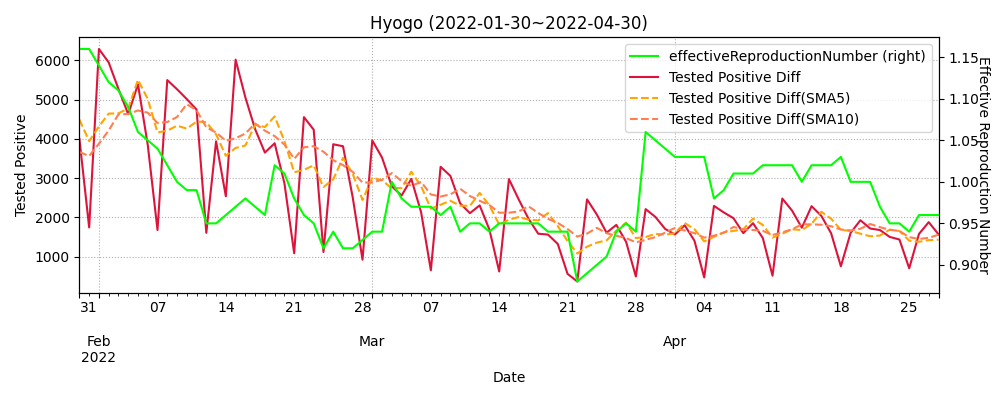 Hyogo (2022-01-30~2022-04-30)
effectiveReproductionNumber (right)
Tested Positive Diff
Tested Positive Diff(SMA5)
Tested Positive Diff(SMA10)
Tested Positive
6000
5000
4000
3000
2000
1000
1.15
1.10
1.05
1.00
0.95
0.90
Effective Reproduction Number
31 07 14 21 28 07 14 21 28 04 11 18 25
Feb Mar Apr
2022
Date